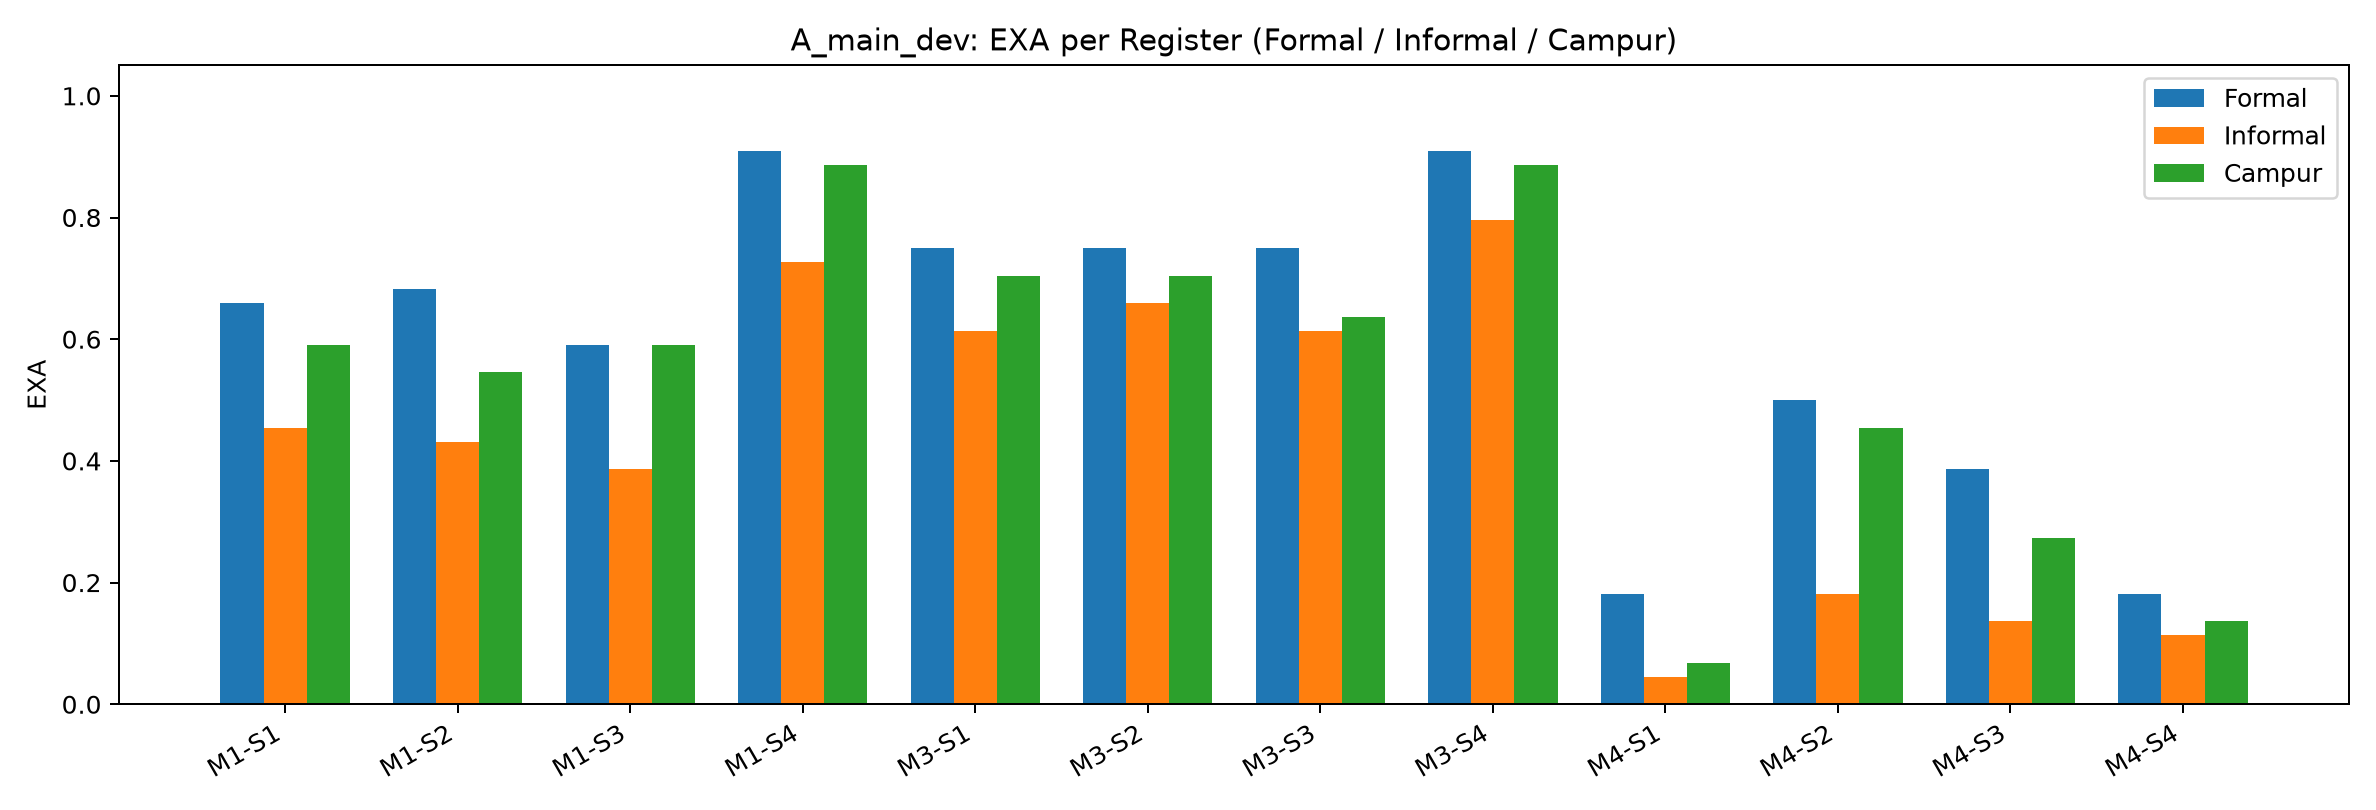 A_main_dev: EXA per Register (Formal / Informal / Campur)
1.0
0.8
0.6
0.4
0.2
0.0
EXA
Formal
Informal
Campur
M1-S1
M1-S2
M1-S3
M1-S4
M3-S1
M3-S2
M3-S3
M3-S4
M4-S1
M4-S2
M4-S3
M4-S4